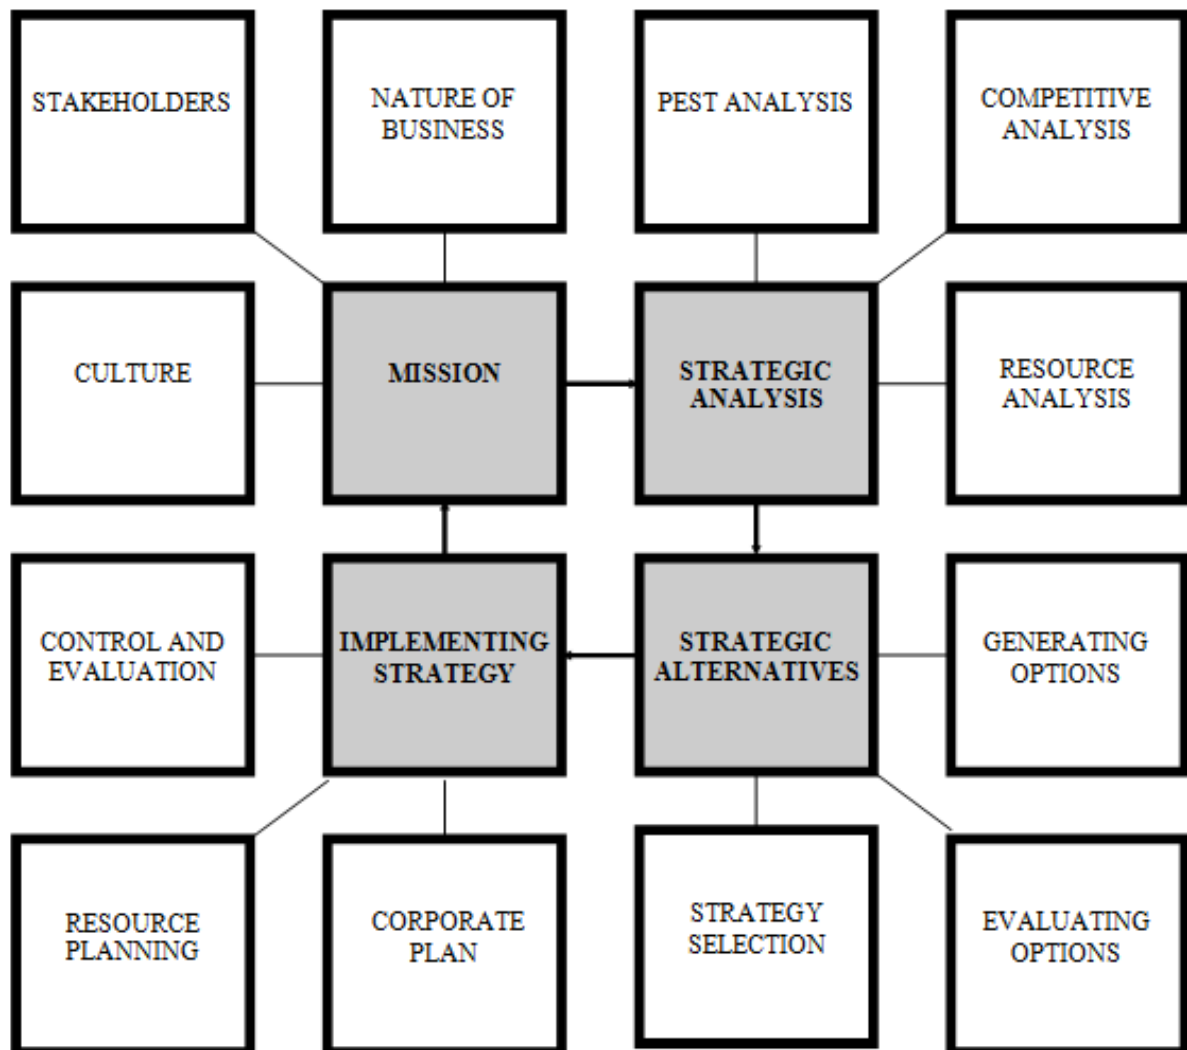 STAKEHOLDERS
NATURE OF
BUSINESS
PEST ANALYSIS
COMPETITIVE
ANALYSIS
CULTURE
MISSION
STRATEGIC
ANALYSIS
RESOURCE
ANALYSIS
CONTROL AND
EVALUATION
IMPLEMENTING
STRATEGY
STRATEGIC
ALTERNATIVES
GENERATING
OPTIONS
RESOURCE
PLANNING
CORPORATE
PLAN
STRATEGY
SELECTION
EVALUATING
OPTIONS